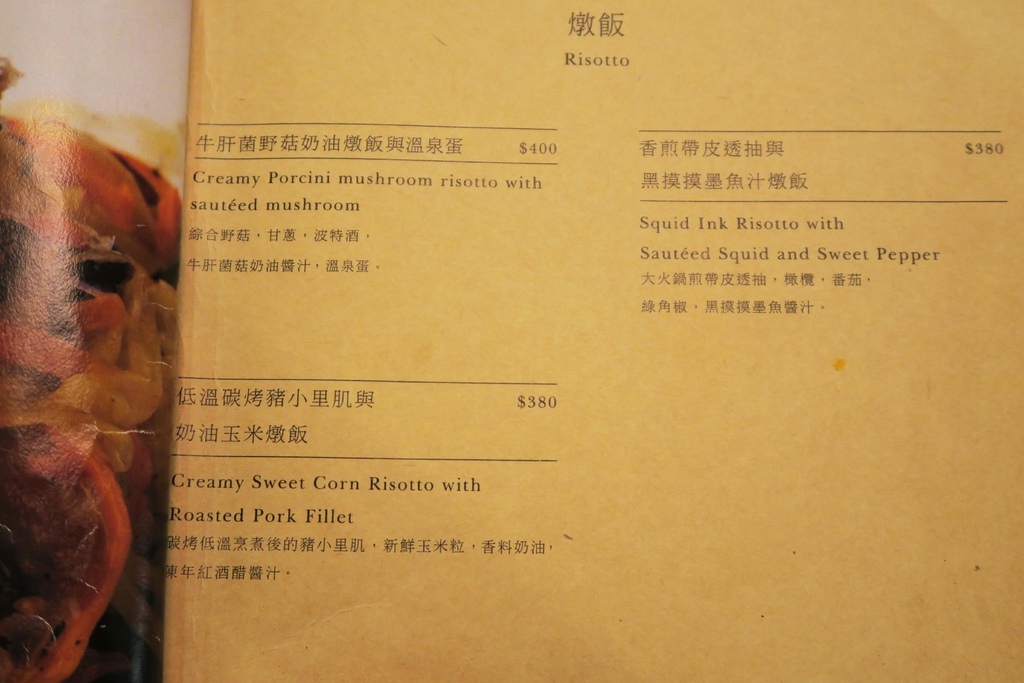 燉飯
Risotto
牛肝菌野菇奶油燉飯與溫泉蛋 $400
Creamy Porcini mushroom risotto with
sautéed mushroom
綜合野菇，甘蔥，波特酒，
牛肝菌菇奶油醬汁，溫泉蛋。
低溫碳烤豬小里肌與 $380
奶油玉米燉飯
Creamy Sweet Corn Risotto with
Roasted Pork Fillet
碳烤低溫烹煮後的豬小里肌，新鮮玉米粒，香料奶油，
陳年紅酒醋醬汁。
香煎帶皮透抽與 $380
黑摸摸墨魚汁燉飯
Squid Ink Risotto with
Sautéed Squid and Sweet Pepper
大火鍋煎帶皮透抽，橄欖，番茄，
綠角椒，黑摸摸墨魚醬汁。